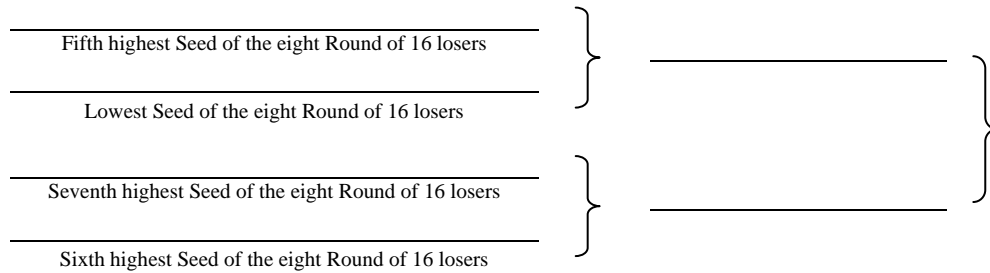 Fifth highest Seed of the eight Round of 16 losers
Lowest Seed of the eight Round of 16 losers
Seventh highest Seed of the eight Round of 16 losers
Sixth highest Seed of the eight Round of 16 losers